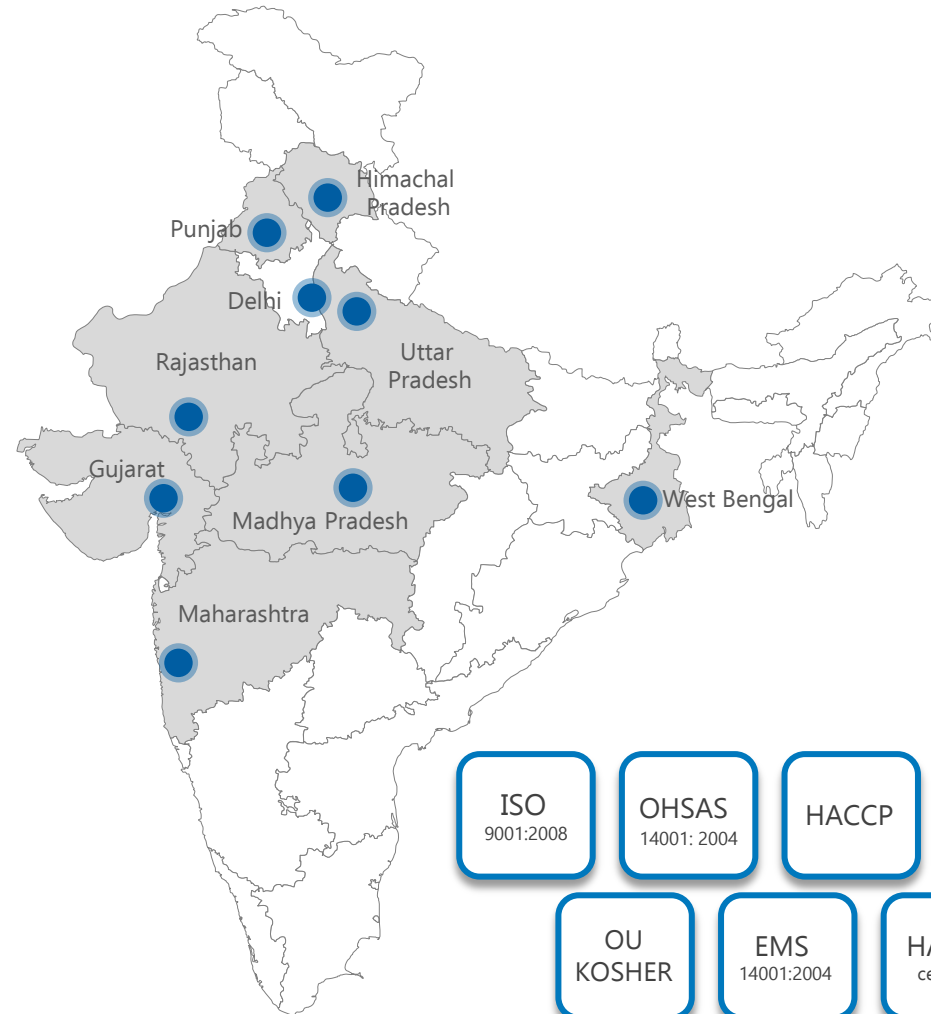 Himachal
Pradesh
Punjab
Delhi
Rajasthan
Uttar
Pradesh
Gujarat
Madhya Pradesh
West Bengal
Maharashtra
ISO
9001:2008
OHSAS
14001: 2004
HACCP
OU
KOSHER
EMS
14001:2004